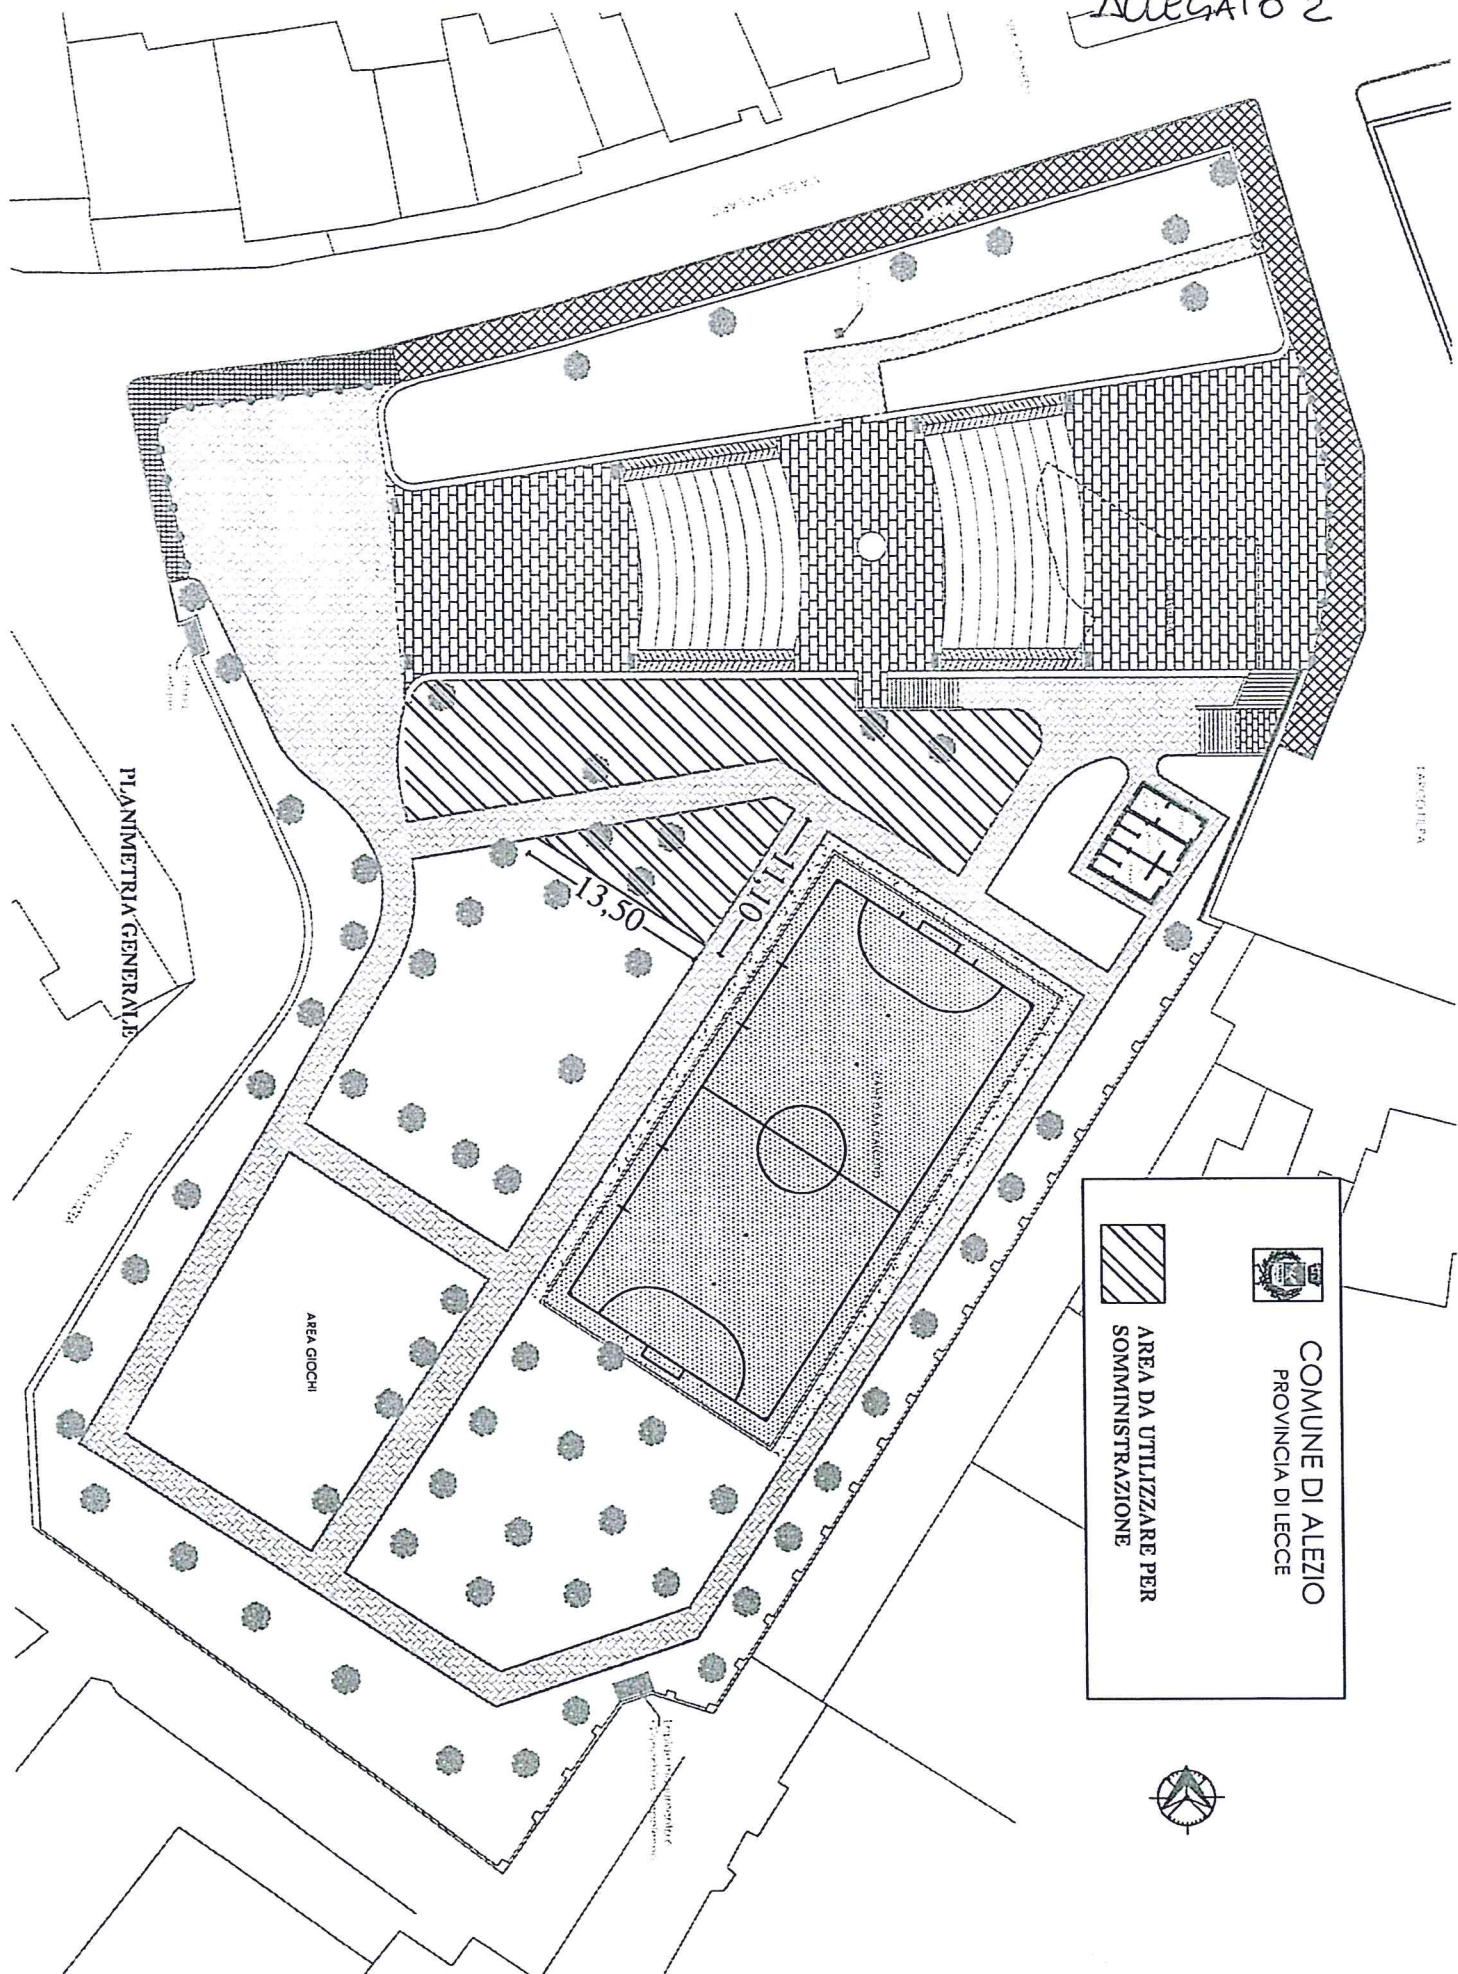 ALLEGATO 2
COMUNE DI ALEZIO
PROVINCIA DI LECCE
AREA DA UTILIZZARE PER
SOMMINISTRAZIONE
PLANIMETRIA GENERALE
13,50
11,10
AREA GIOCHI